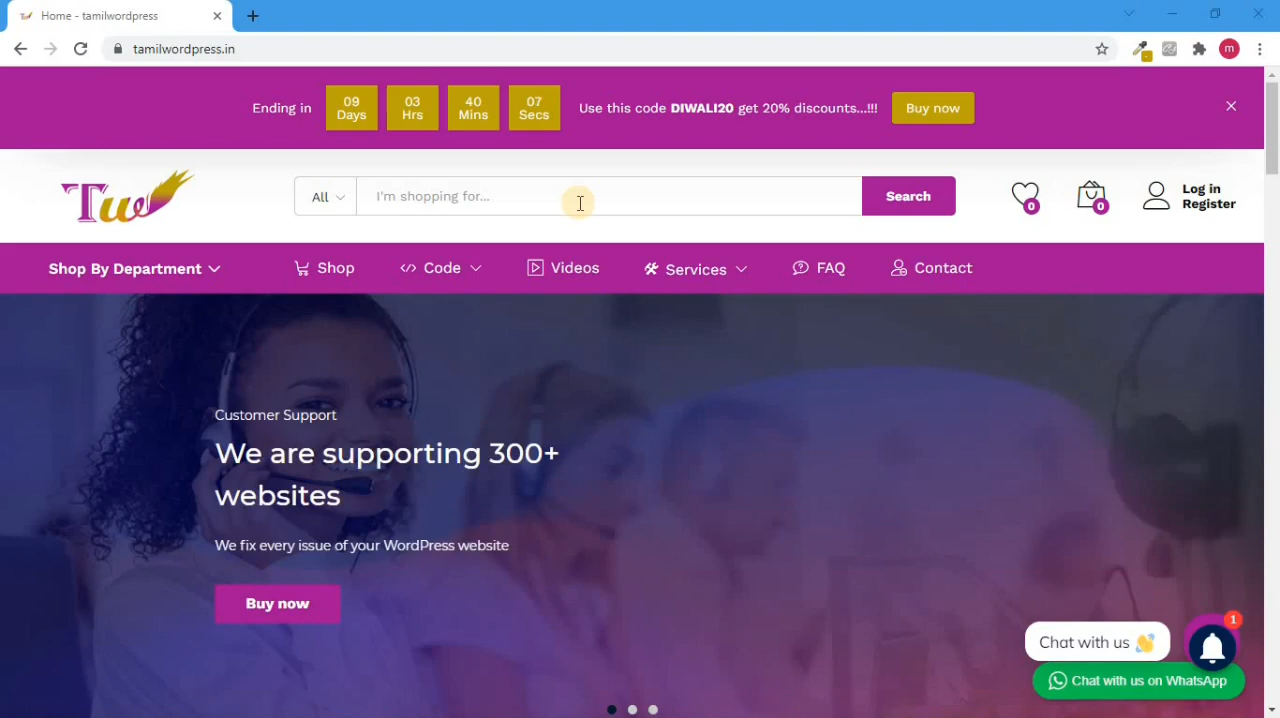 Home - tamilwordpress
tamilwordpress.in
m
Ending in 09 Days 03 Hrs 40 Mins 07 Secs Use this code DIWALI20 get 20% discounts...!!! Buy now
Tw
All I'm shopping for... Search 0 0 Log in
Register
Shop By Department Shop Code Videos Services FAQ Contact
Customer Support
We are supporting 300+
websites
We fix every issue of your WordPress website
Buy now
1
Chat with us 👋
Chat with us on WhatsApp